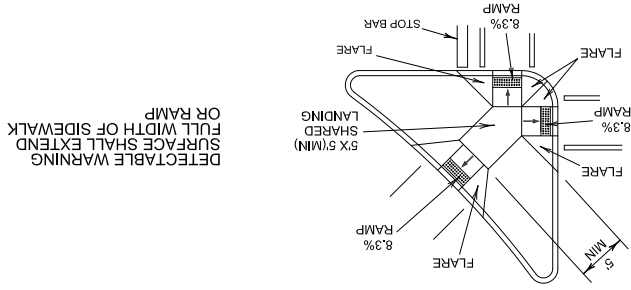 FLARE
5'
MIN
8.3%
RAMP
FLARE
8.3%
RAMP
5'X 5'(MIN)
SHARED
LANDING
DETECTABLE WARNING
SURFACE SHALL EXTEND
FULL WIDTH OF SIDEWALK
OR RAMP
FLARE
FLARE
8.3%
RAMP
STOP BAR